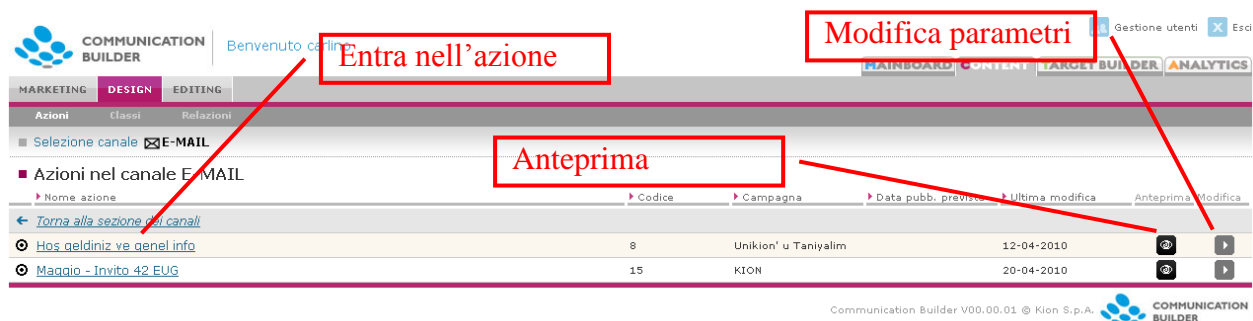 COMMUNICATION
BUILDER
Benvenuto carlino
Entra nell'azione
Modifica parametri
Gestione utenti
Esci
MAINBOARD CONTENT TARGET BUILDER ANALYTICS
MARKETING DESIGN EDITING
Azioni Classi Relazioni
Selezione canale E-MAIL
Anteprima
Azioni nel canale E-MAIL
Nome azione Codice Campagna Data pubb. prevista Ultima modifica Anteprima Modifica
Torna alla sezione dei canali
Hos geldiniz ve genel info 8 Unikion' u Taniyalim 12-04-2010
Maggio - Invito 42 EUG 15 KION 20-04-2010
Communication Builder V00.00.01 @ Kion S.p.A.
COMMUNICATION
BUILDER